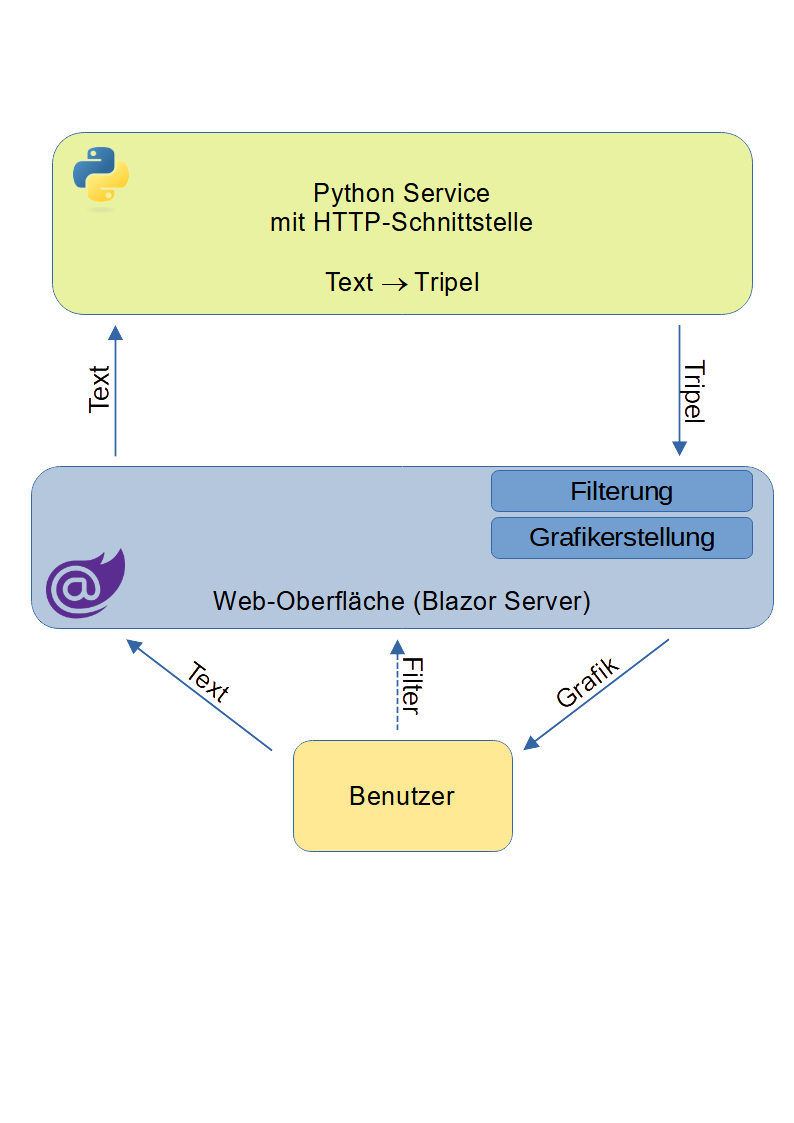 Python Service
mit HTTP-Schnittstelle
Text → Tripel
Text
Tripel
Filterung
Grafikerstellung
@
Web-Oberfläche (Blazor Server)
Text
Filter
Grafik
Benutzer